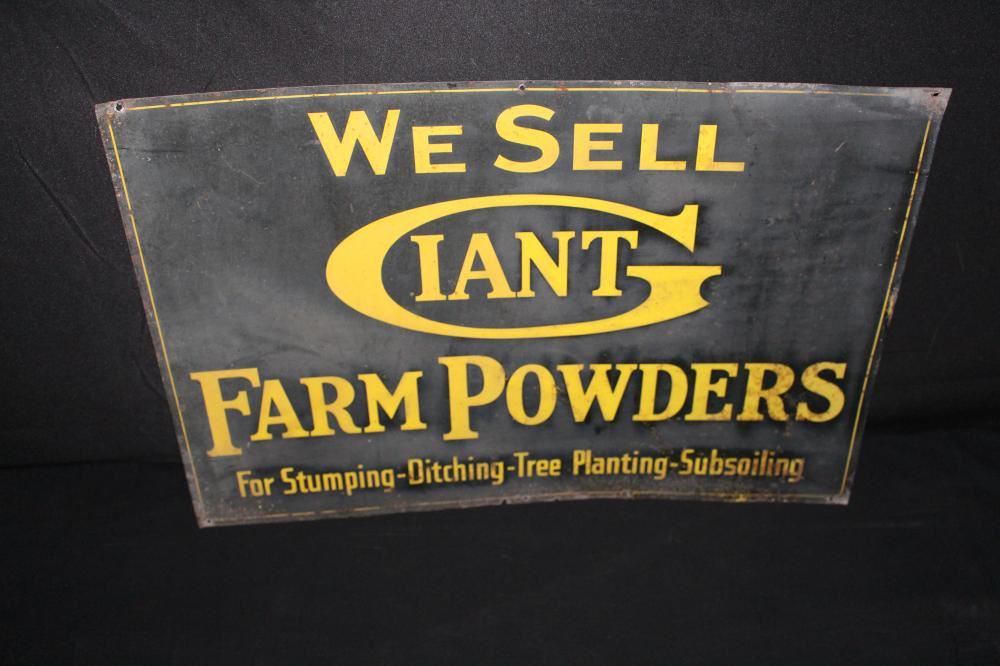 WE SELL
GIANT
FARM POWDERS
For Stumping-Ditching-Tree Planting-Subsoiling